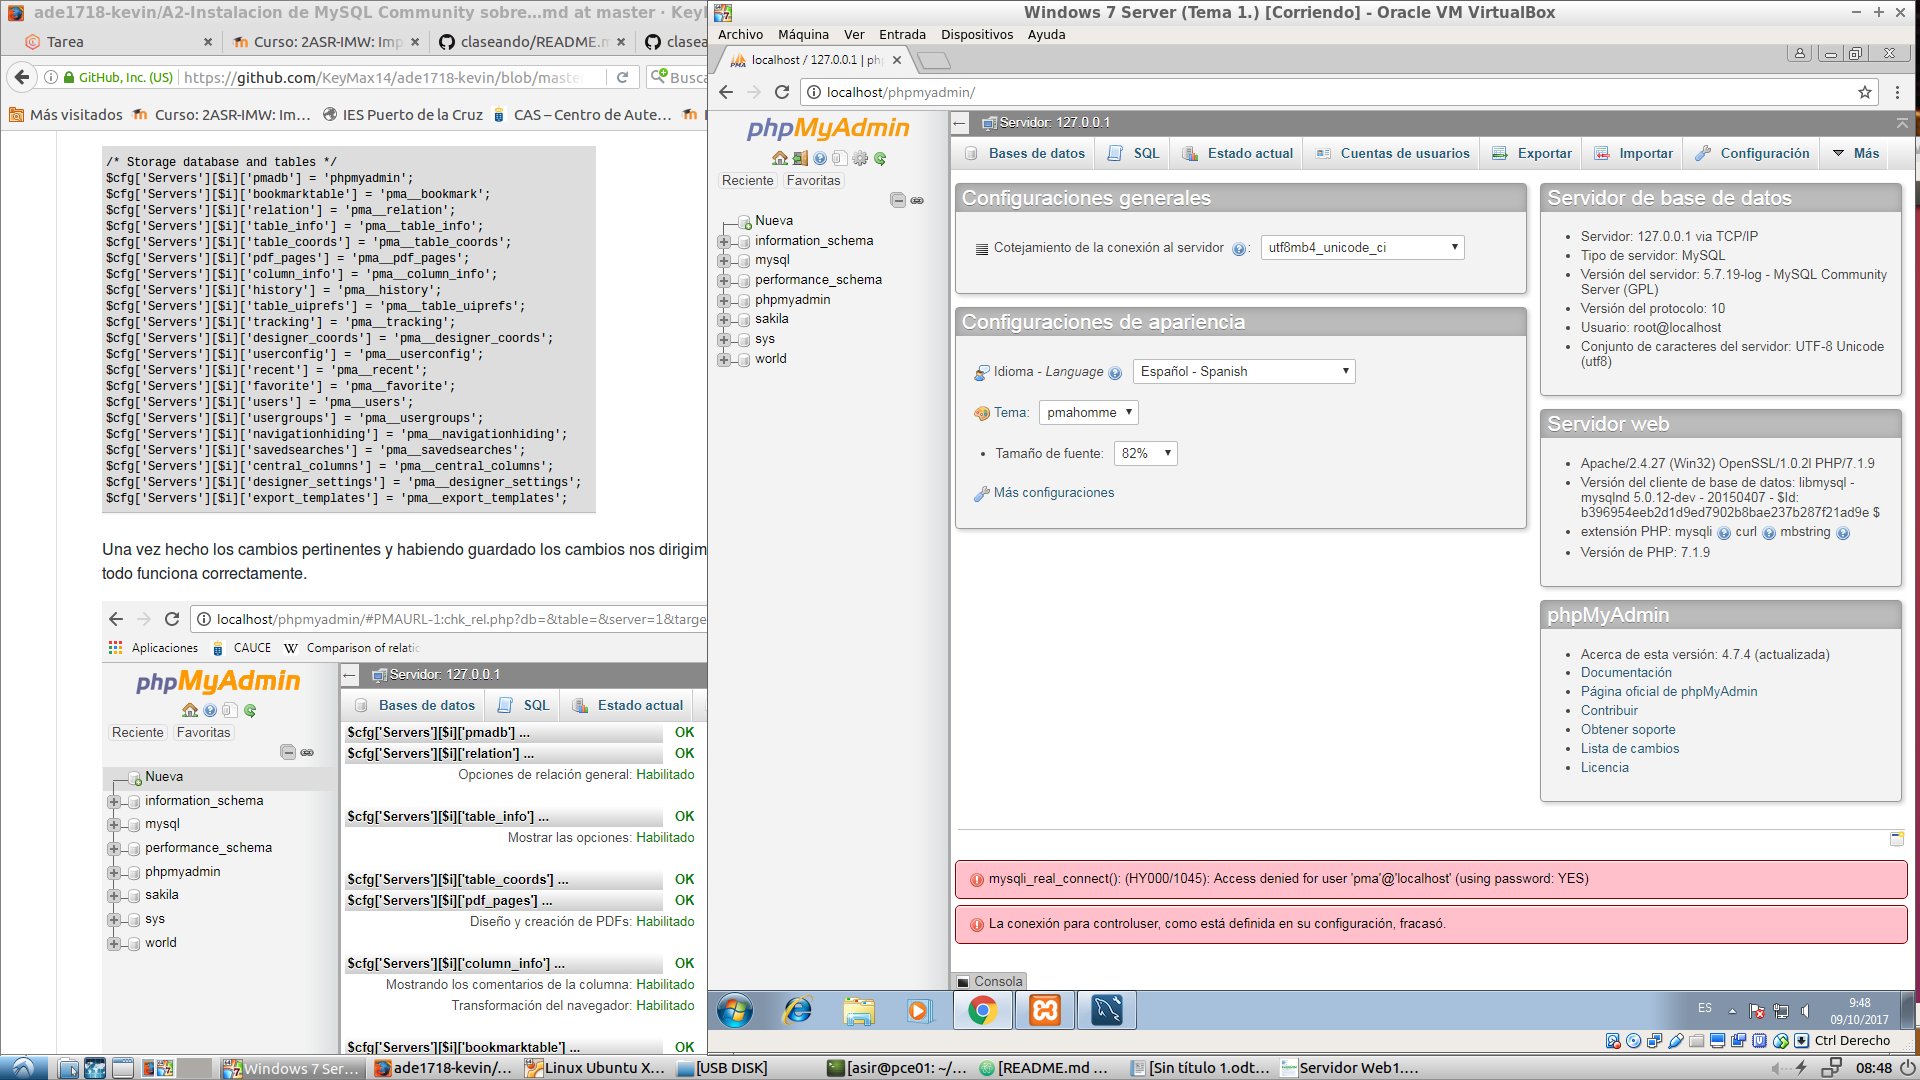 ade1718-kevin/A2-Instalacion de MySQL Community sobre...md at master · Key
Tarea
Curso: 2ASR-IMW: Imp
claseando/README.m
clasea
GitHub, Inc. (US)
https://github.com/KeyMax14/ade1718-kevin/blob/master
Busca
Más visitados
Curso: 2ASR-IMW: Im...
IES Puerto de la Cruz
CAS – Centro de Aute...
/* Storage database and tables */
$cfg['Servers'][$i]['pmadb'] = 'phpmyadmin';
$cfg['Servers'][$i]['bookmarktable'] = 'pma__bookmark';
$cfg['Servers'][$i]['relation'] = 'pma__relation';
$cfg['Servers'][$i]['table_info'] = 'pma__table_info';
$cfg['Servers'][$i]['table_coords'] = 'pma__table_coords';
$cfg['Servers'][$i]['pdf_pages'] = 'pma__pdf_pages';
$cfg['Servers'][$i]['column_info'] = 'pma__column_info';
$cfg['Servers'][$i]['history'] = 'pma__history';
$cfg['Servers'][$i]['table_uiprefs'] = 'pma__table_uiprefs';
$cfg['Servers'][$i]['tracking'] = 'pma__tracking';
$cfg['Servers'][$i]['designer_coords'] = 'pma__designer_coords';
$cfg['Servers'][$i]['userconfig'] = 'pma__userconfig';
$cfg['Servers'][$i]['recent'] = 'pma__recent';
$cfg['Servers'][$i]['favorite'] = 'pma__favorite';
$cfg['Servers'][$i]['users'] = 'pma__users';
$cfg['Servers'][$i]['usergroups'] = 'pma__usergroups';
$cfg['Servers'][$i]['navigationhiding'] = 'pma__navigationhiding';
$cfg['Servers'][$i]['savedsearches'] = 'pma__savedsearches';
$cfg['Servers'][$i]['central_columns'] = 'pma__central_columns';
$cfg['Servers'][$i]['designer_settings'] = 'pma__designer_settings';
$cfg['Servers'][$i]['export_templates'] = 'pma__export_templates';
Una vez hecho los cambios pertinentes y habiendo guardado los cambios nos dirigim
todo funciona correctamente.
localhost/phpmyadmin/#PMAURL-1:chk_rel.php?db=&table=&server=1&targe
Aplicaciones
CAUCE
Comparison of relatic
phpMyAdmin
Reciente
Favoritas
Nueva
information_schema
mysql
performance_schema
phpmyadmin
sakila
sys
world
Servidor: 127.0.0.1
Bases de datos
SQL
Estado actual
$cfg['Servers'][$i]['pmadb'] ... OK
$cfg['Servers'][$i]['relation'] ... OK
Opciones de relación general: Habilitado
$cfg['Servers'][$i]['table_info'] ... OK
Mostrar las opciones: Habilitado
$cfg['Servers'][$i]['table_coords'] ... OK
$cfg['Servers'][$i]['pdf_pages'] ... OK
Diseño y creación de PDFs: Habilitado
$cfg['Servers'][$i]['column_info'] ... OK
Mostrando los comentarios de la columna: Habilitado
Transformación del navegador: Habilitado
$cfg['Servers'][$i]['bookmarktable'] ... OK
Windows 7 Server (Tema 1.) [Corriendo] - Oracle VM VirtualBox
Archivo Máquina Ver Entrada Dispositivos Ayuda
localhost / 127.0.0.1 | ph
localhost/phpmyadmin/
phpMyAdmin
Reciente
Favoritas
Nueva
information_schema
mysql
performance_schema
phpmyadmin
sakila
sys
world
Servidor: 127.0.0.1
Bases de datos
SQL
Estado actual
Cuentas de usuarios
Exportar
Importar
Configuración
Más
Configuraciones generales
Cotejamiento de la conexión al servidor : utf8mb4_unicode_ci
Configuraciones de apariencia
Idioma - Language Español - Spanish
Tema: pmahomme
Tamaño de fuente: 82%
Más configuraciones
Servidor de base de datos
Servidor: 127.0.0.1 via TCP/IP
Tipo de servidor: MySQL
Versión del servidor: 5.7.19-log - MySQL Community
Server (GPL)
Versión del protocolo: 10
Usuario: root@localhost
Conjunto de caracteres del servidor: UTF-8 Unicode
(utf8)
Servidor web
Apache/2.4.27 (Win32) OpenSSL/1.0.2l PHP/7.1.9
Versión del cliente de base de datos: libmysql -
mysqlnd 5.0.12-dev - 20150407 - $Id:
b396954eeb2d1d9ed7902b8bae237b287f21ad9e $
extensión PHP: mysqli curl mbstring
Versión de PHP: 7.1.9
phpMyAdmin
Acerca de esta versión: 4.7.4 (actualizada)
Documentación
Página oficial de phpMyAdmin
Contribuir
Obtener soporte
Lista de cambios
Licencia
mysqli_real_connect(): (HY000/1045): Access denied for user 'pma'@'localhost' (using password: YES)
La conexión para controluser, como está definida en su configuración, fracasó.
Consola
ES
9:48
09/10/2017
Ctrl Derecho
Windows 7 Ser...
ade1718-kevin/...
Linux Ubuntu X...
[USB DISK]
[asir@pce01: ~/...
[README.md ...
[Sin título 1.odt...
Servidor Web1....
08:48